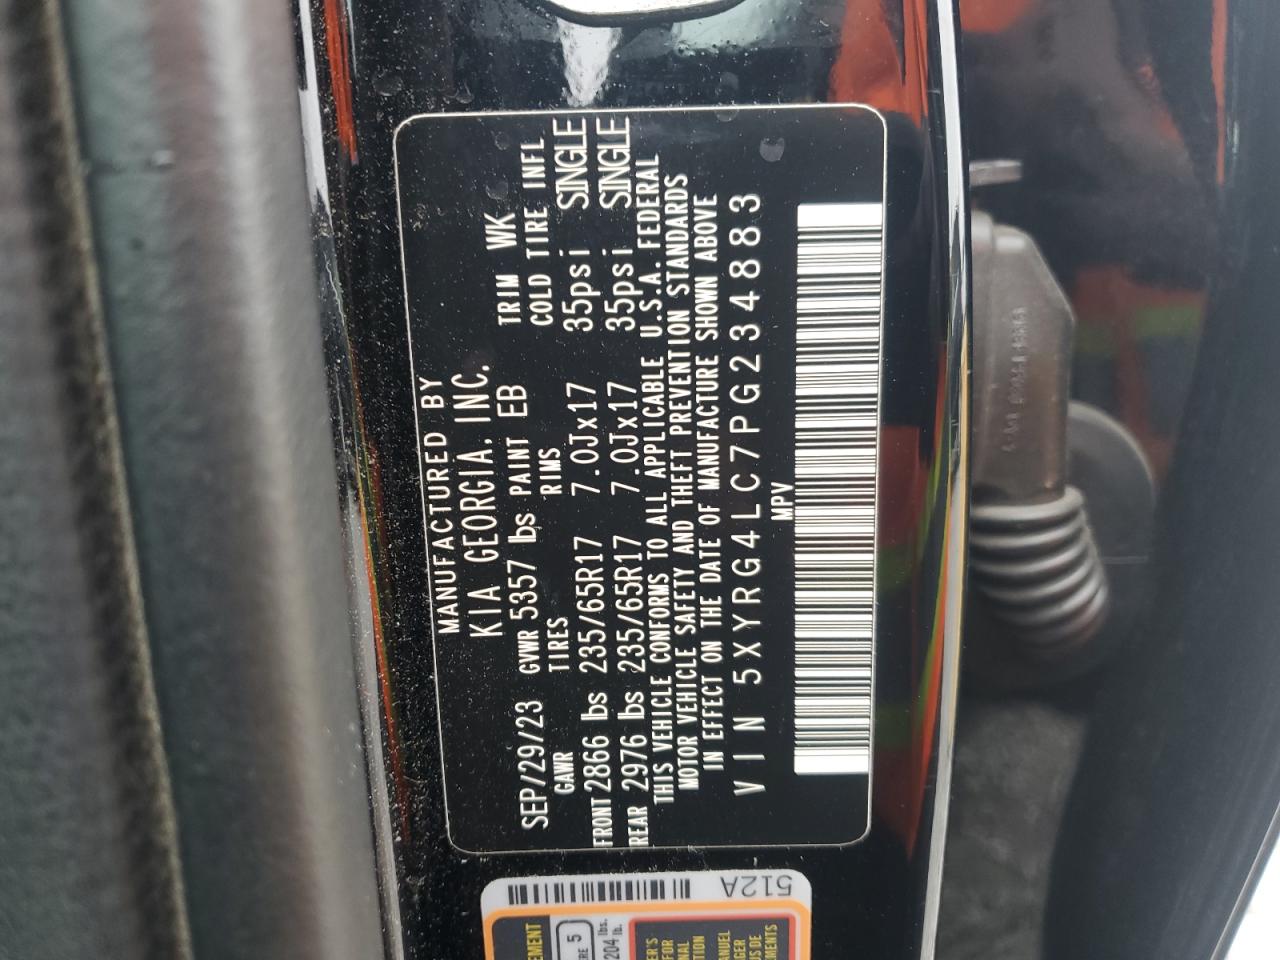 MANUFACTURED BY
KIA GEORGIA, INC.
SEP/29/23 GVWR 5357 lbs PAINT EB TRIM WK
GAWR TIRES RIMS COLD TIRE INFL
FRONT 2866 lbs 235/65R17 7.0Jx17 35psi SINGLE
REAR 2976 lbs 235/65R17 7.0Jx17 35psi SINGLE
THIS VEHICLE CONFORMS TO ALL APPLICABLE U.S.A. FEDERAL
MOTOR VEHICLE SAFETY AND THEFT PREVENTION STANDARDS
IN EFFECT ON THE DATE OF MANUFACTURE SHOWN ABOVE
VIN 5XYRG4LC7PG234883
MPV
512A